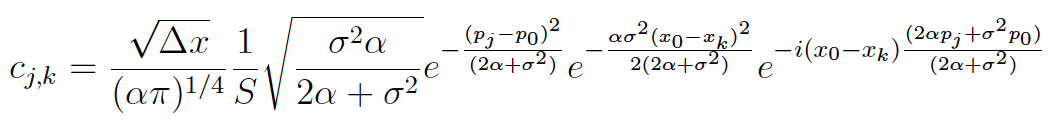 $c_{j,k} = \frac{\sqrt{\Delta x}}{(\alpha\pi)^{1/4}} \frac{1}{S} \sqrt{\frac{\sigma^2 \alpha}{2\alpha + \sigma^2}} e^{-\frac{(p_j - p_0)^2}{(2\alpha + \sigma^2)}} e^{-\frac{\alpha\sigma^2 (x_0 - x_k)^2}{2(2\alpha + \sigma^2)}} e^{-i(x_0 - x_k)\frac{(2\alpha p_j + \sigma^2 p_0)}{(2\alpha + \sigma^2)}}$